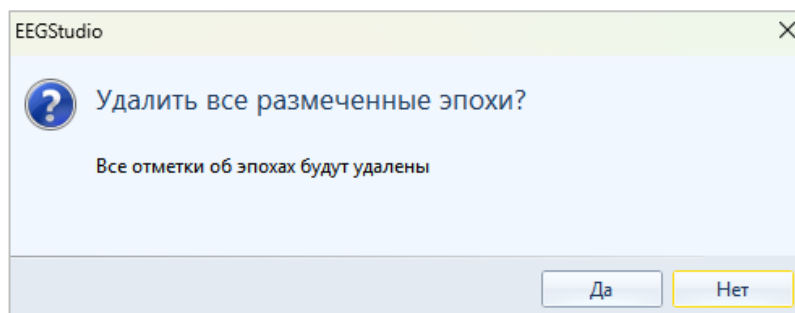 EEGStudio
Удалить все размеченные эпохи?
Все отметки об эпохах будут удалены
Да
Нет